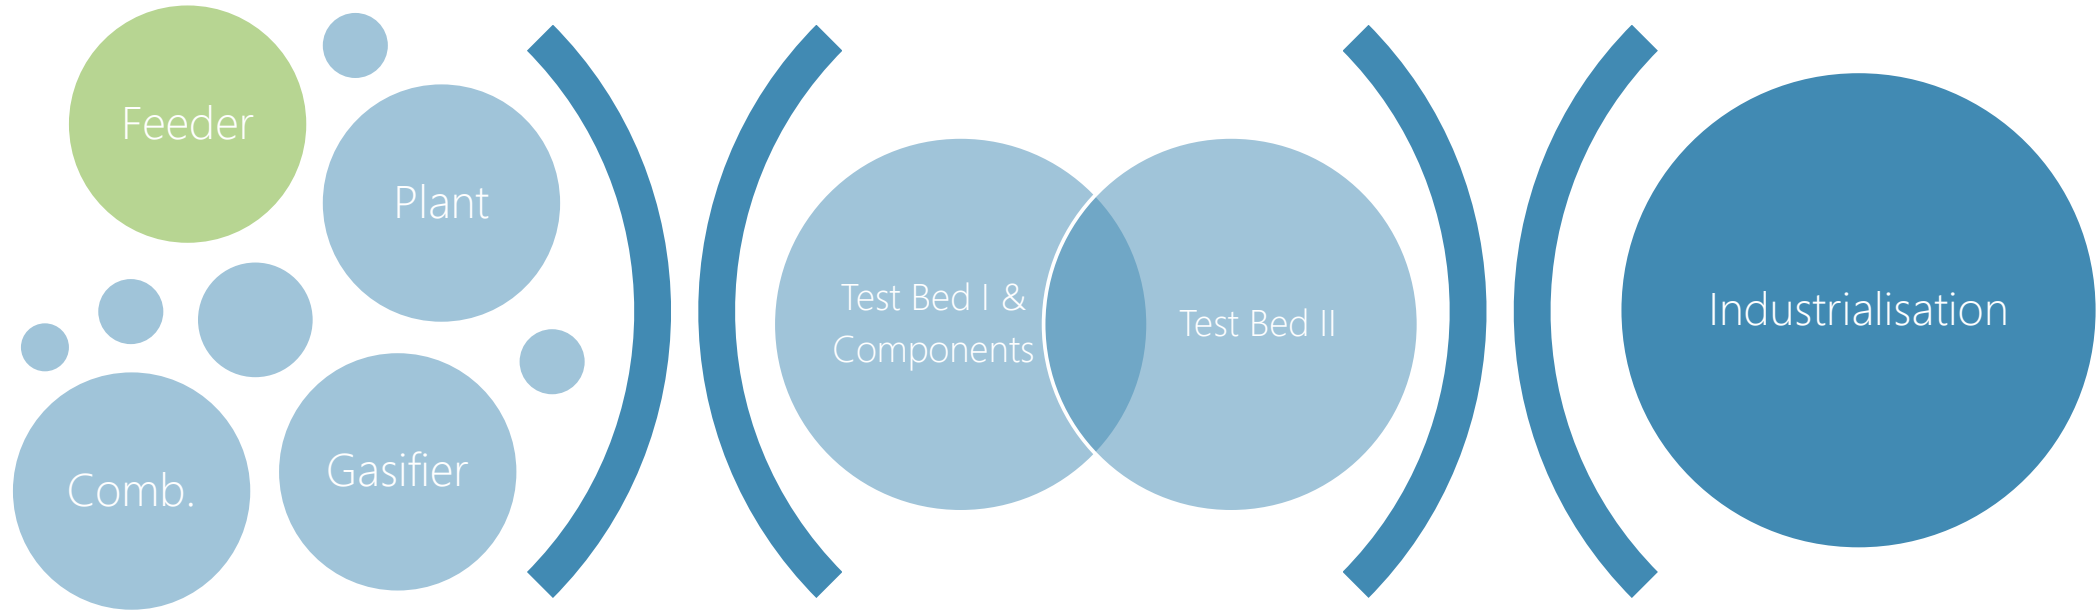 Feeder
Plant
Comb.
Gasifier
Test Bed I &
Components
Test Bed II
Industrialisation